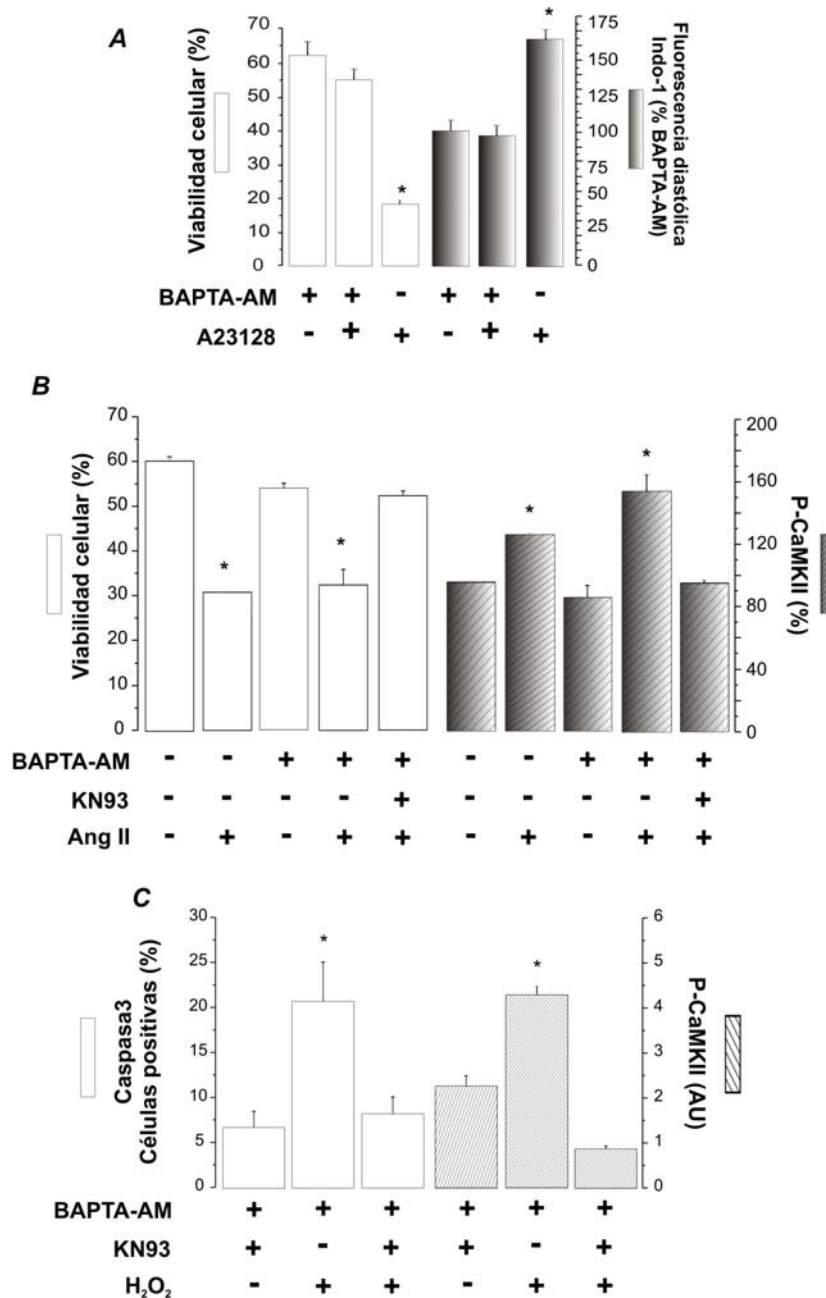 A
Viabilidad celular (%)
60
50
40
30
20
10
0
*
*
175
150
125
100
75
50
25
0
Fluorescencia diastólica
Indo-1 (% BAPTA-AM)
BAPTA-AM + + - + + -
A23128 - + + - + +
B
Viabilidad celular (%)
70
60
50
40
30
20
10
0
*
*
*
*
200
160
120
80
40
0
P-CaMKII (%)
BAPTA-AM - - + + + - - + + +
KN93 - - - - + - - - - +
Ang II - + - + + - + - + +
C
Caspasa3
Células positivas (%)
30
25
20
15
10
5
0
*
*
6
5
4
3
2
1
0
P-CaMKII (AU)
BAPTA-AM + + + + + +
KN93 + - + + - +
H₂O₂ - + + - + +